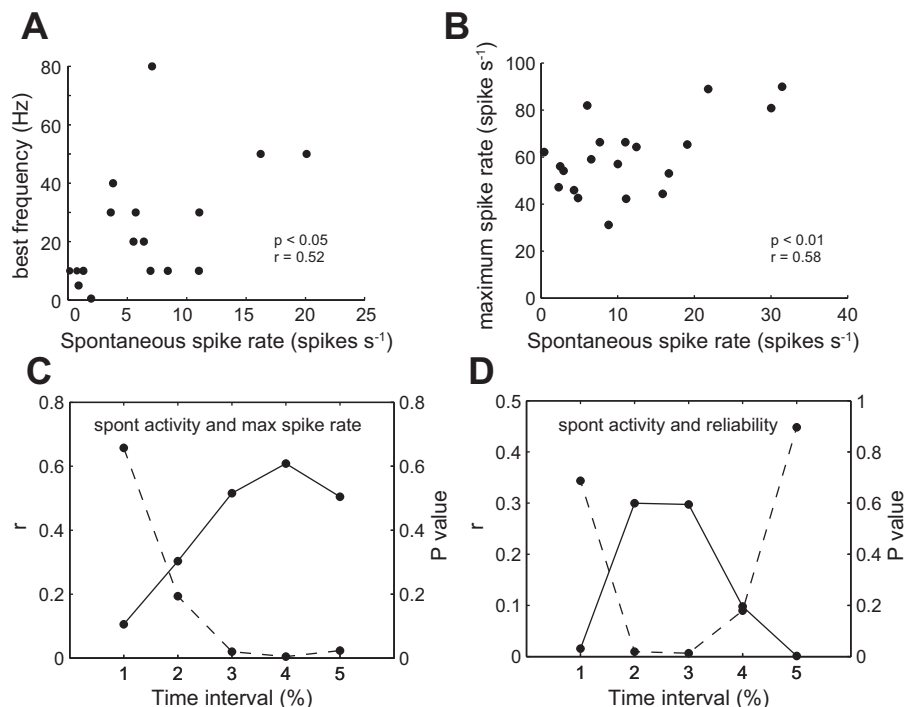 A
80
60
40
20
0
best frequency (Hz)
p < 0.05
r = 0.52
0 5 10 15 20 25
Spontaneous spike rate (spikes s-1)
B
100
80
60
40
20
0
maximum spike rate (spike s-1)
p < 0.01
r = 0.58
0 10 20 30 40
Spontaneous spike rate (spikes s-1)
C
0.8
0.6
0.4
0.2
0
r
spont activity and max spike rate
0.8
0.6
0.4
0.2
0.0
P value
1 2 3 4 5
Time interval (%)
D
0.5
0.4
0.3
0.2
0.1
0
r
spont activity and reliability
1
0.8
0.6
0.4
0.2
0
P value
1 2 3 4 5
Time interval (%)